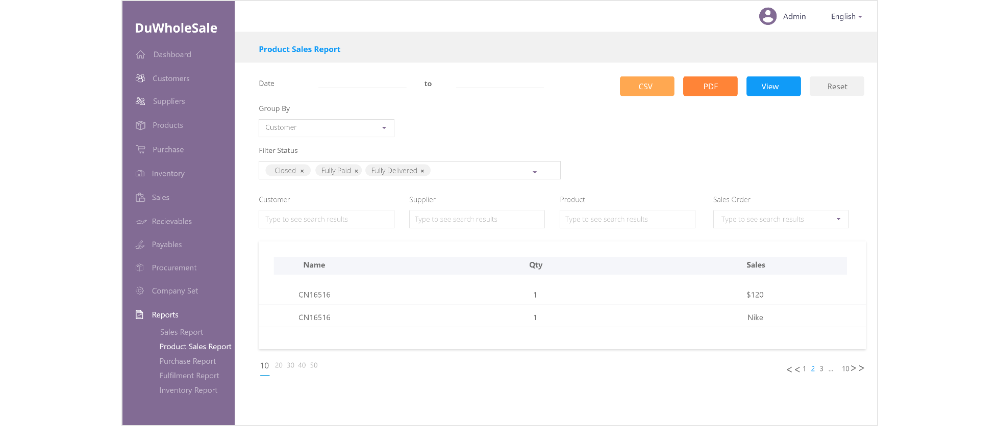 DuWholeSale
Dashboard
Customers
Suppliers
Products
Purchase
Inventory
Sales
Recievables
Payables
Procurement
Company Set
Reports
Sales Report
Product Sales Report
Purchase Report
Fulfilment Report
Inventory Report
Admin English
Product Sales Report
Date to
CSV PDF View Reset
Group By
Customer
Filter Status
Closed × Fully Paid × Fully Delivered ×
Customer Supplier Product Sales Order
Type to see search results Type to see search results Type to see search results Type to see search results
Name Qty Sales
CN16516 1 $120
CN16516 1 Nike
10 20 30 40 50
< < 1 2 3 ... 10 > >